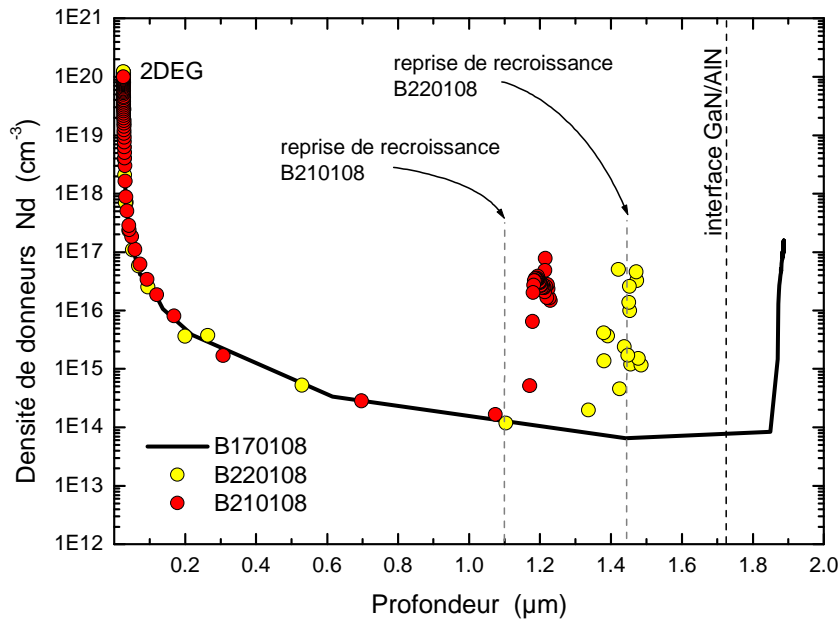 1E21
1E20
1E19
1E18
1E17
1E16
1E15
1E14
1E13
1E12
Densité de donneurs Nd (cm-3)
2DEG
reprise de recroissance
B220108
reprise de recroissance
B210108
interface GaN/AlN
B170108
B220108
B210108
0.2 0.4 0.6 0.8 1.0 1.2 1.4 1.6 1.8 2.0
Profondeur (µm)